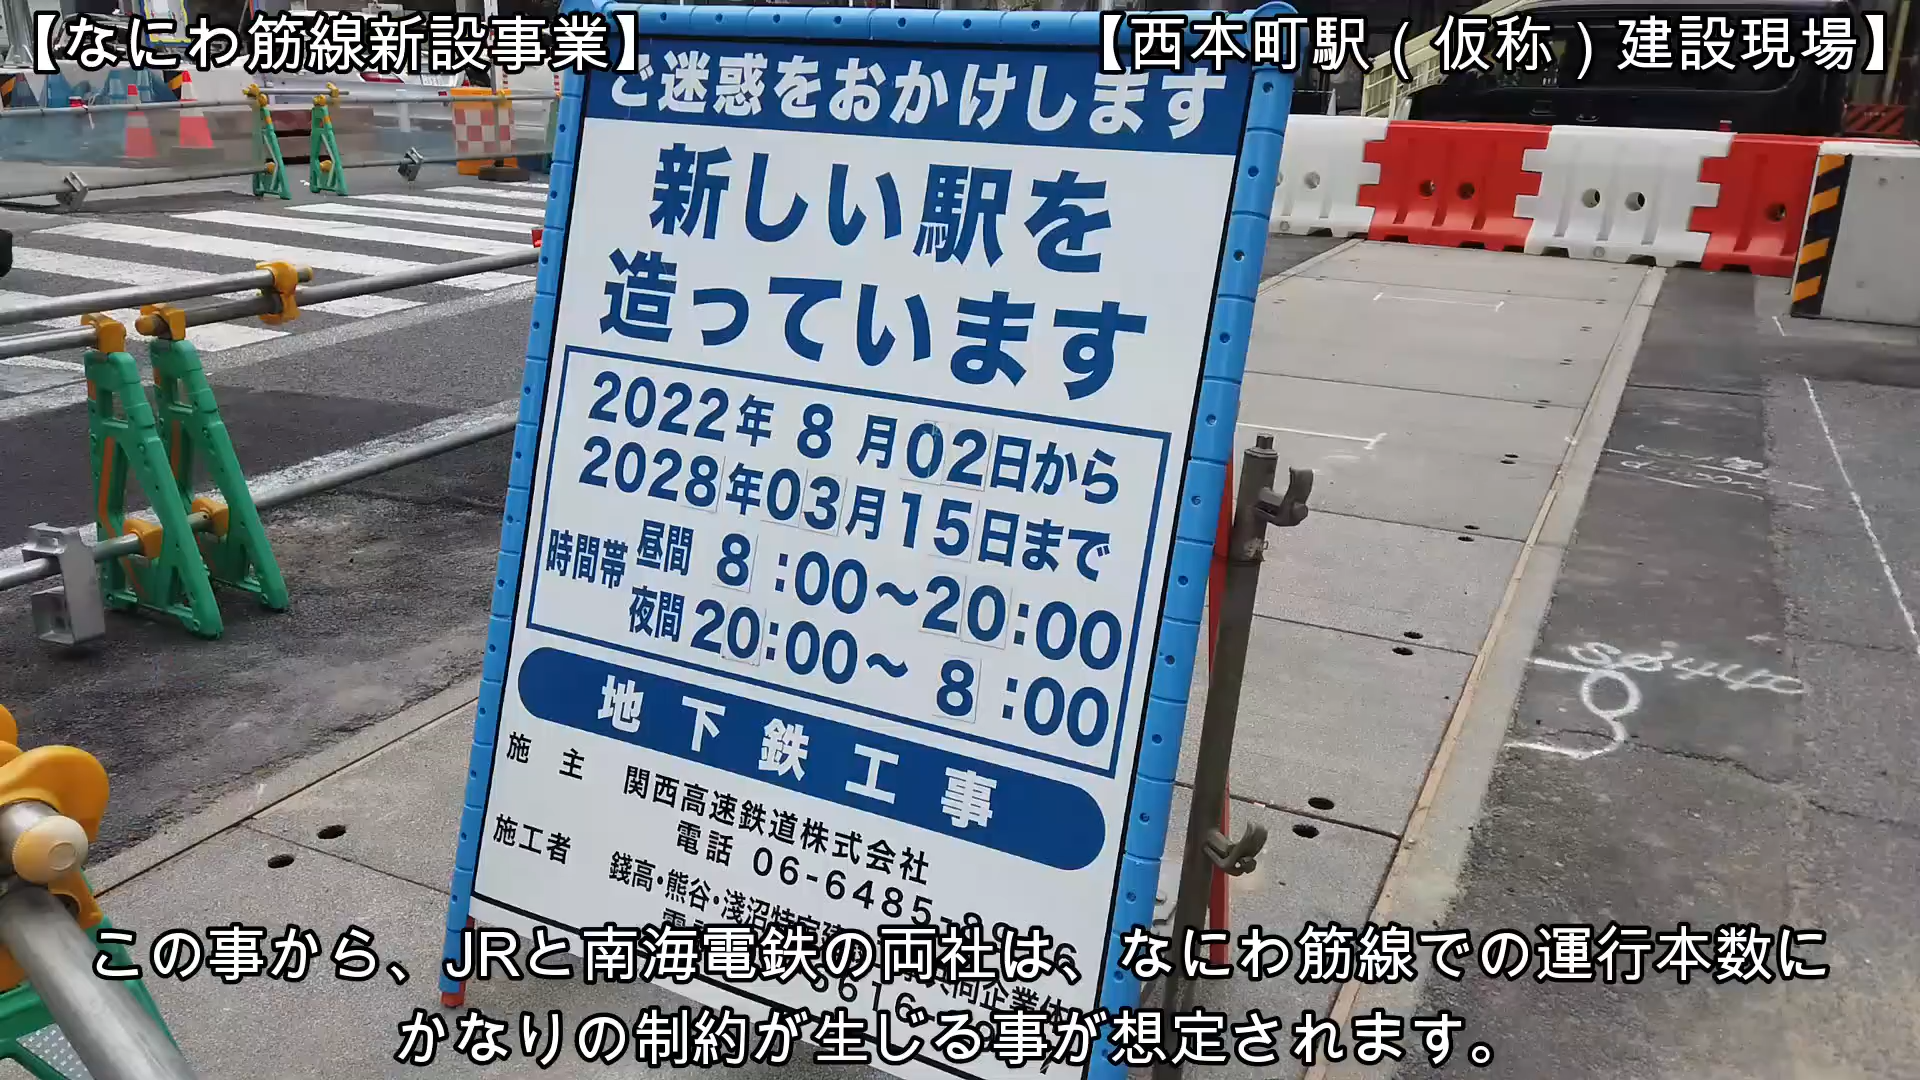 【なにわ筋線新設事業】
【西本町駅(仮称)建設現場】
ご迷惑をおかけします
新しい駅を
造っています
2022年 8月02日から
2028年03月15日まで
時間帯 昼間 8:00～20:00
夜間 20:00～8:00
地下鉄工事
施主 関西高速鉄道株式会社
電話 06-6485-
施工者 錢高・熊谷・淺沼特定建
共同企業体
この事から、JRと南海電鉄の両社は、なにわ筋線での運行本数に
かなりの制約が生じる事が想定されます。